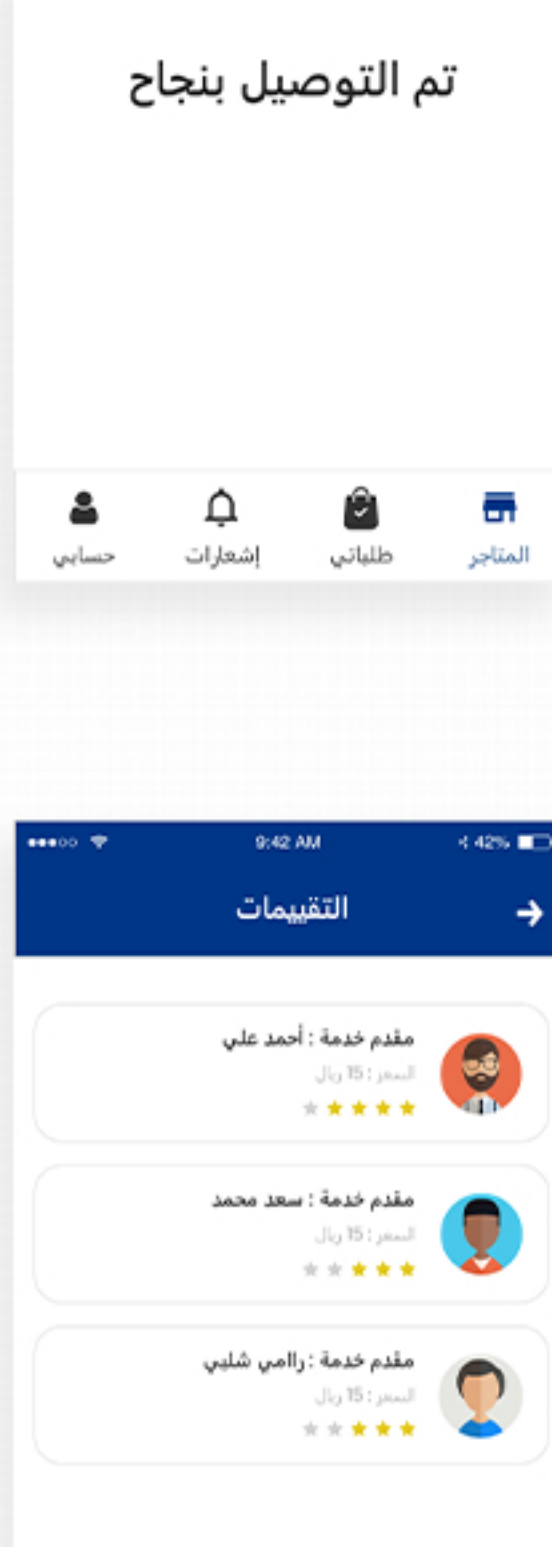 تم التوصيل بنجاح
المتاجر
طلباتي
إشعارات
حسابي
9:42 AM
42%
التقييمات
مقدم خدمة : أحمد علي
السعر : 15 ريال
مقدم خدمة : سعد محمد
السعر : 15 ريال
مقدم خدمة : راامي شلبي
السعر : 15 ريال